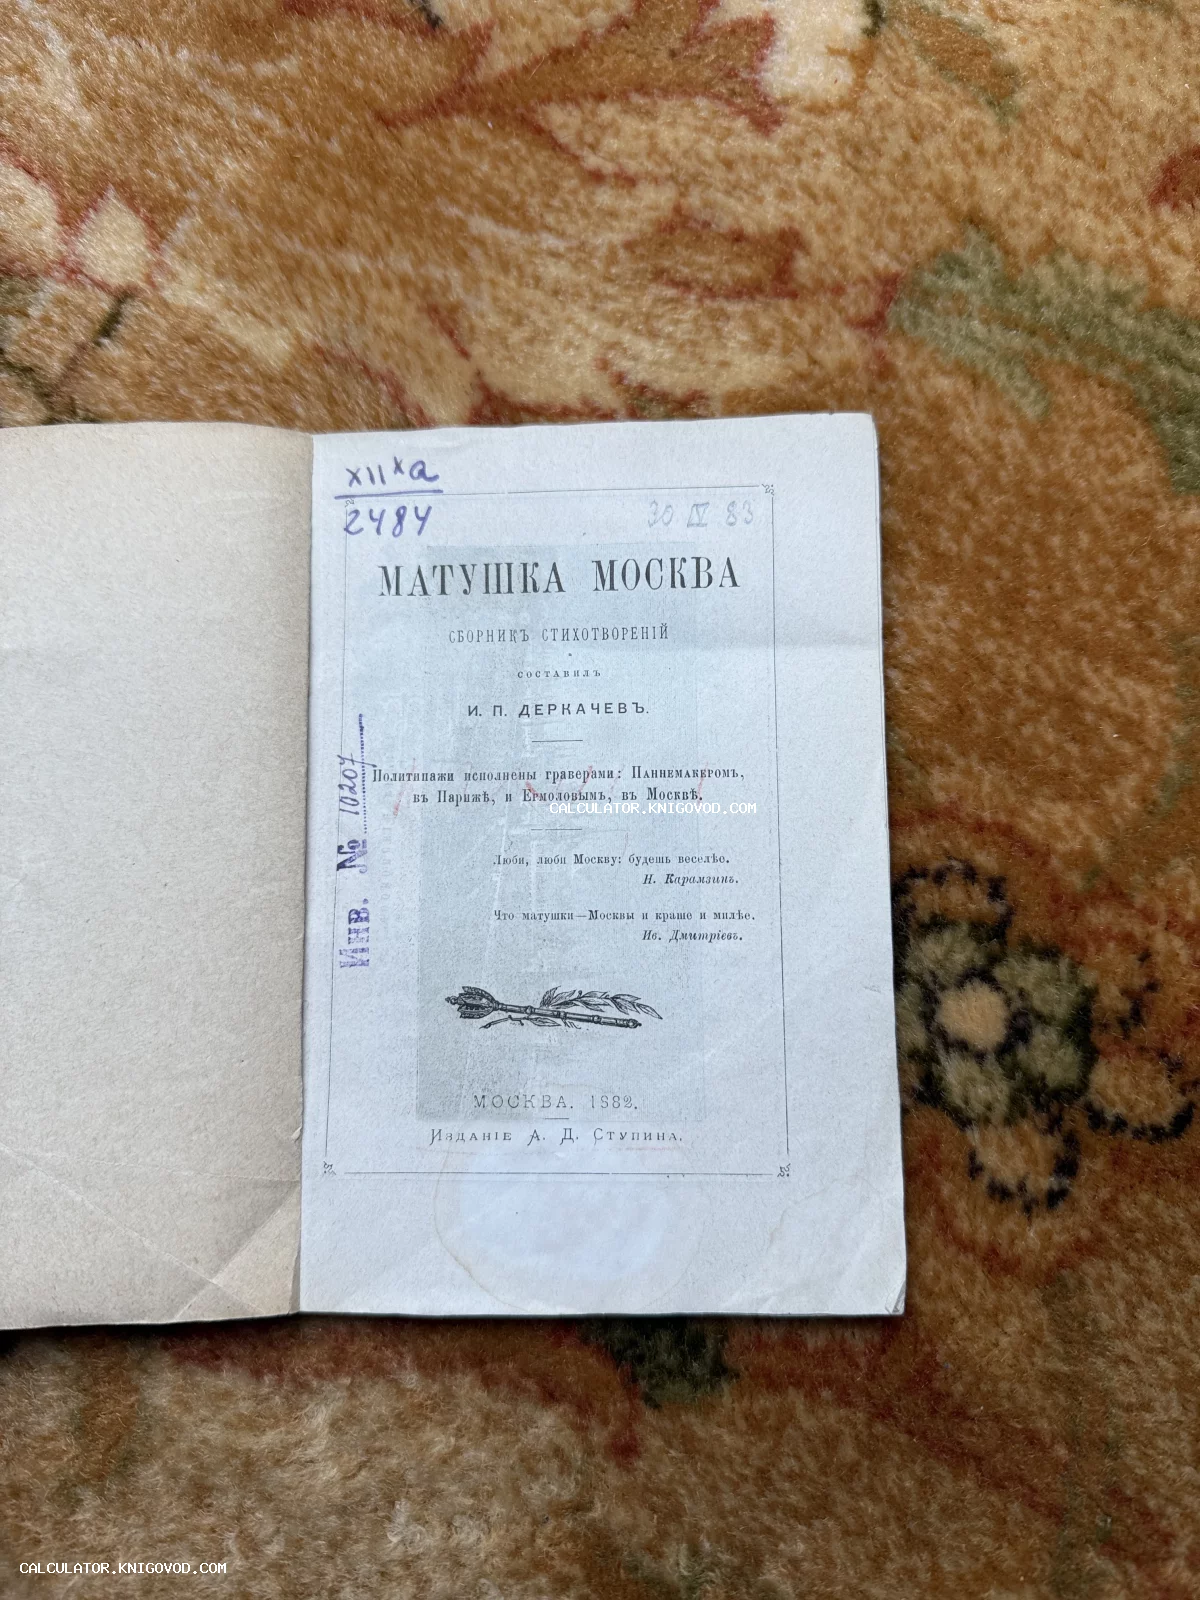 XIIXа
2484
30 IV 83
МАТУШКА МОСКВА
СБОРНИКЪ СТИХОТВОРЕНІЙ
СОСТАВИЛЪ
И. П. ДЕРКАЧЕВЪ.
Политипажи исполнены граверами: Паннемакеромъ,
въ Парижѣ, и Ермоловымъ, въ Москвѣ.
CALCULATOR.KNIGOVOD.COM
Люби, люби Москву: будешь веселѣе.
Н. Карамзинъ.
Что матушки—Москвы и краше и милѣе.
Ив. Дмитріевъ.
МОСКВА. 1882.
Изданіе А. Д. Ступина.
Инв. № 10207
CALCULATOR.KNIGOVOD.COM